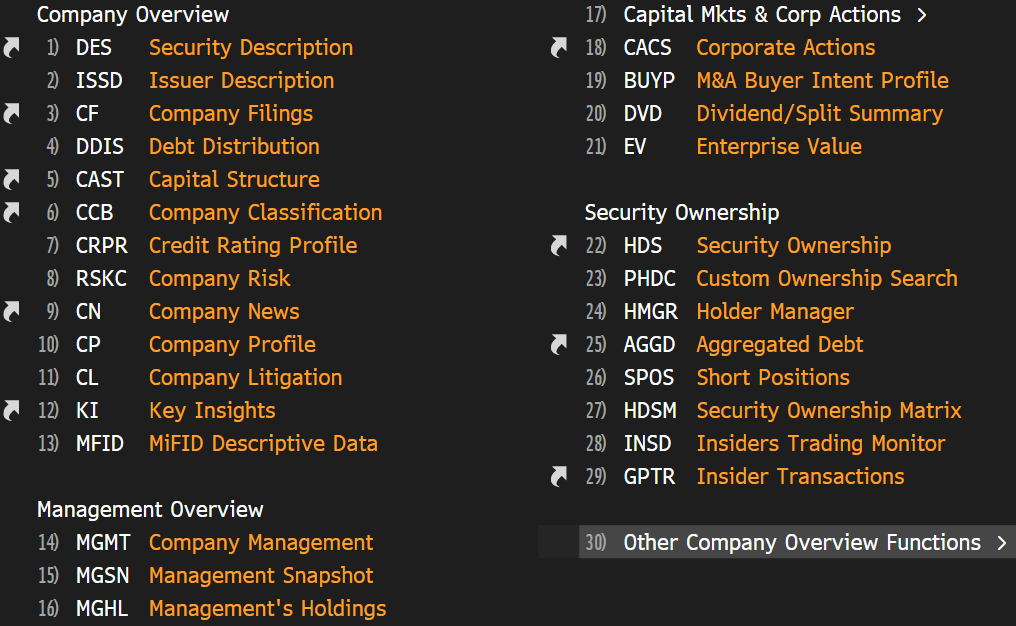 Company Overview
1) DES Security Description
2) ISSD Issuer Description
3) CF Company Filings
4) DDIS Debt Distribution
5) CAST Capital Structure
6) CCB Company Classification
7) CRPR Credit Rating Profile
8) RSKC Company Risk
9) CN Company News
10) CP Company Profile
11) CL Company Litigation
12) KI Key Insights
13) MFID MiFID Descriptive Data
Management Overview
14) MGMT Company Management
15) MGSN Management Snapshot
16) MGHL Management's Holdings
17) Capital Mkts & Corp Actions >
18) CACS Corporate Actions
19) BUYP M&A Buyer Intent Profile
20) DVD Dividend/Split Summary
21) EV Enterprise Value
Security Ownership
22) HDS Security Ownership
23) PHDC Custom Ownership Search
24) HMGR Holder Manager
25) AGGD Aggregated Debt
26) SPOS Short Positions
27) HDSM Security Ownership Matrix
28) INSD Insiders Trading Monitor
29) GPTR Insider Transactions
30) Other Company Overview Functions >